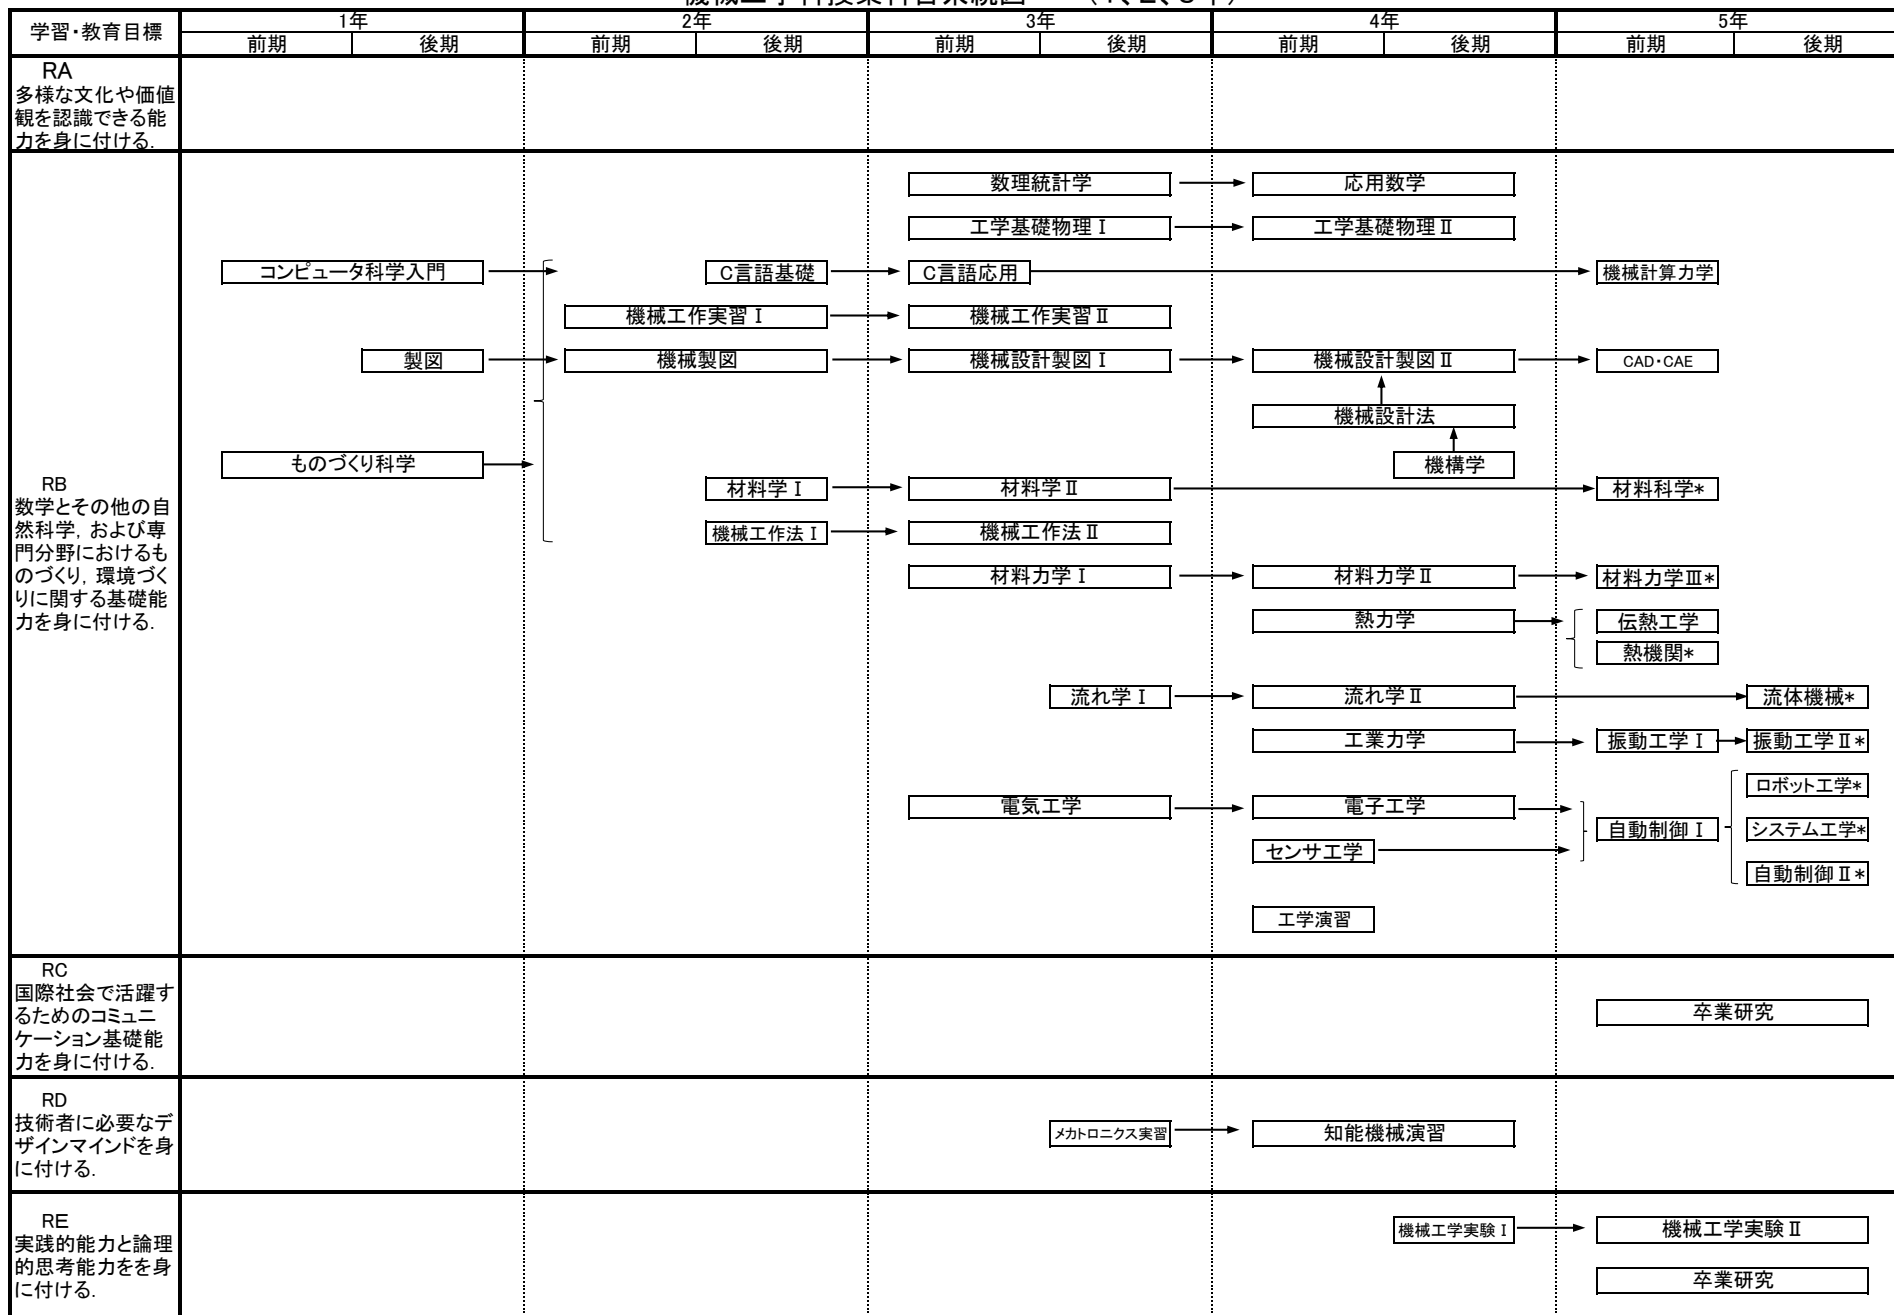 学習・教育目標 1年 2年 3年 4年 5年
前期 後期 前期 後期 前期 後期 前期 後期 前期 後期
RA
多様な文化や価値
観を認識できる能
力を身に付ける.
数理統計学 応用数学
工学基礎物理Ⅰ 工学基礎物理Ⅱ
コンピュータ科学入門 C言語基礎 C言語応用 機械計算力学
機械工作実習Ⅰ 機械工作実習Ⅱ
製図 機械製図 機械設計製図Ⅰ 機械設計製図Ⅱ CAD・CAE
機械設計法
ものづくり科学 機構学
RB
数学とその他の自
然科学, および専
門分野におけるも
のづくり, 環境づく
りに関する基礎能
力を身に付ける.
材料学Ⅰ 材料学Ⅱ 材料科学*
機械工作法Ⅰ 機械工作法Ⅱ
材料力学Ⅰ 材料力学Ⅱ 材料力学Ⅲ*
熱力学 伝熱工学
熱機関*
流れ学Ⅰ 流れ学Ⅱ 流体機械*
工業力学 振動工学Ⅰ 振動工学Ⅱ*
ロボット工学*
電気工学 電子工学
自動制御Ⅰ システム工学*
センサ工学
自動制御Ⅱ*
工学演習
RC
国際社会で活躍す
るためのコミュニ
ケーション基礎能
力を身に付ける.
卒業研究
RD
技術者に必要なデ
ザインマインドを身
に付ける.
メカトロニクス実習 知能機械演習
RE
実践的能力と論理
的思考能力をを身
に付ける.
機械工学実験Ⅰ 機械工学実験Ⅱ
卒業研究